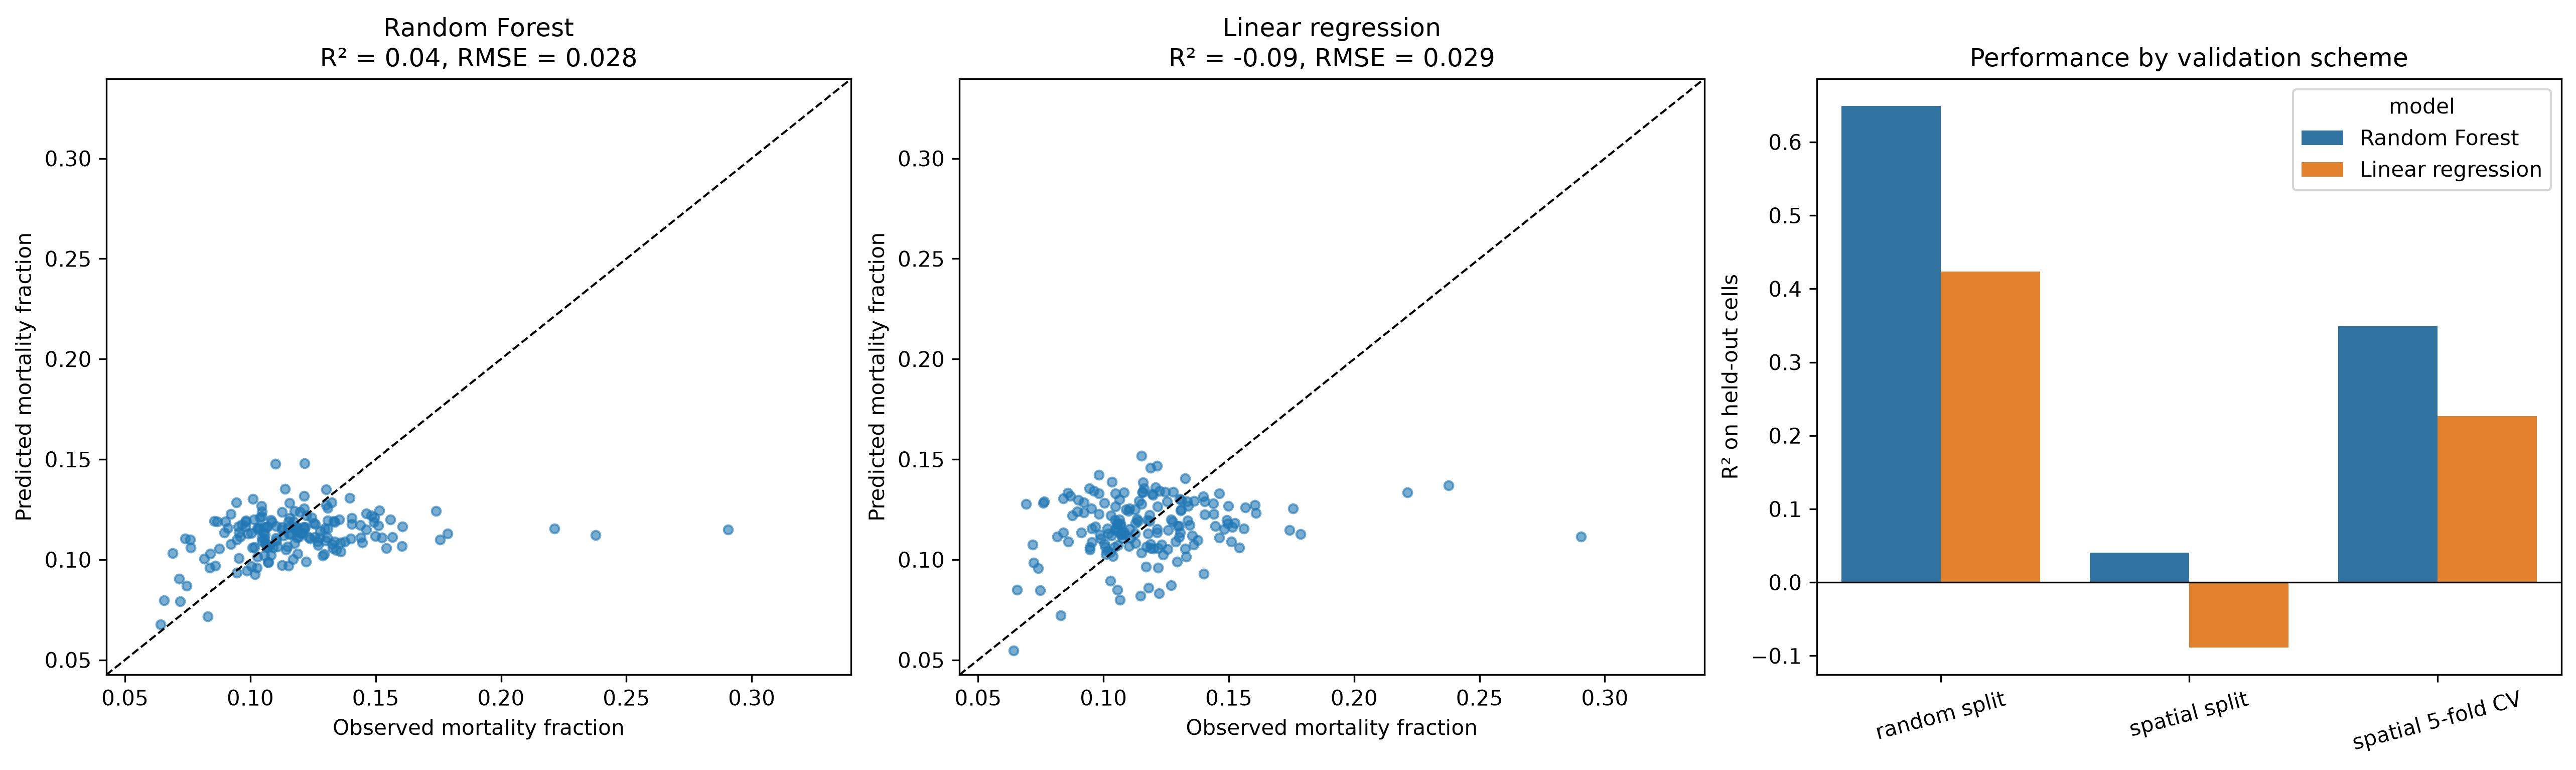 Random Forest
R² = 0.04, RMSE = 0.028
Predicted mortality fraction
0.30
0.25
0.20
0.15
0.10
0.05
0.05 0.10 0.15 0.20 0.25 0.30
Observed mortality fraction
Linear regression
R² = -0.09, RMSE = 0.029
Predicted mortality fraction
0.30
0.25
0.20
0.15
0.10
0.05
0.05 0.10 0.15 0.20 0.25 0.30
Observed mortality fraction
Performance by validation scheme
R² on held-out cells
0.6
0.5
0.4
0.3
0.2
0.1
0.0
−0.1
model
Random Forest
Linear regression
random split
spatial split
spatial 5-fold CV